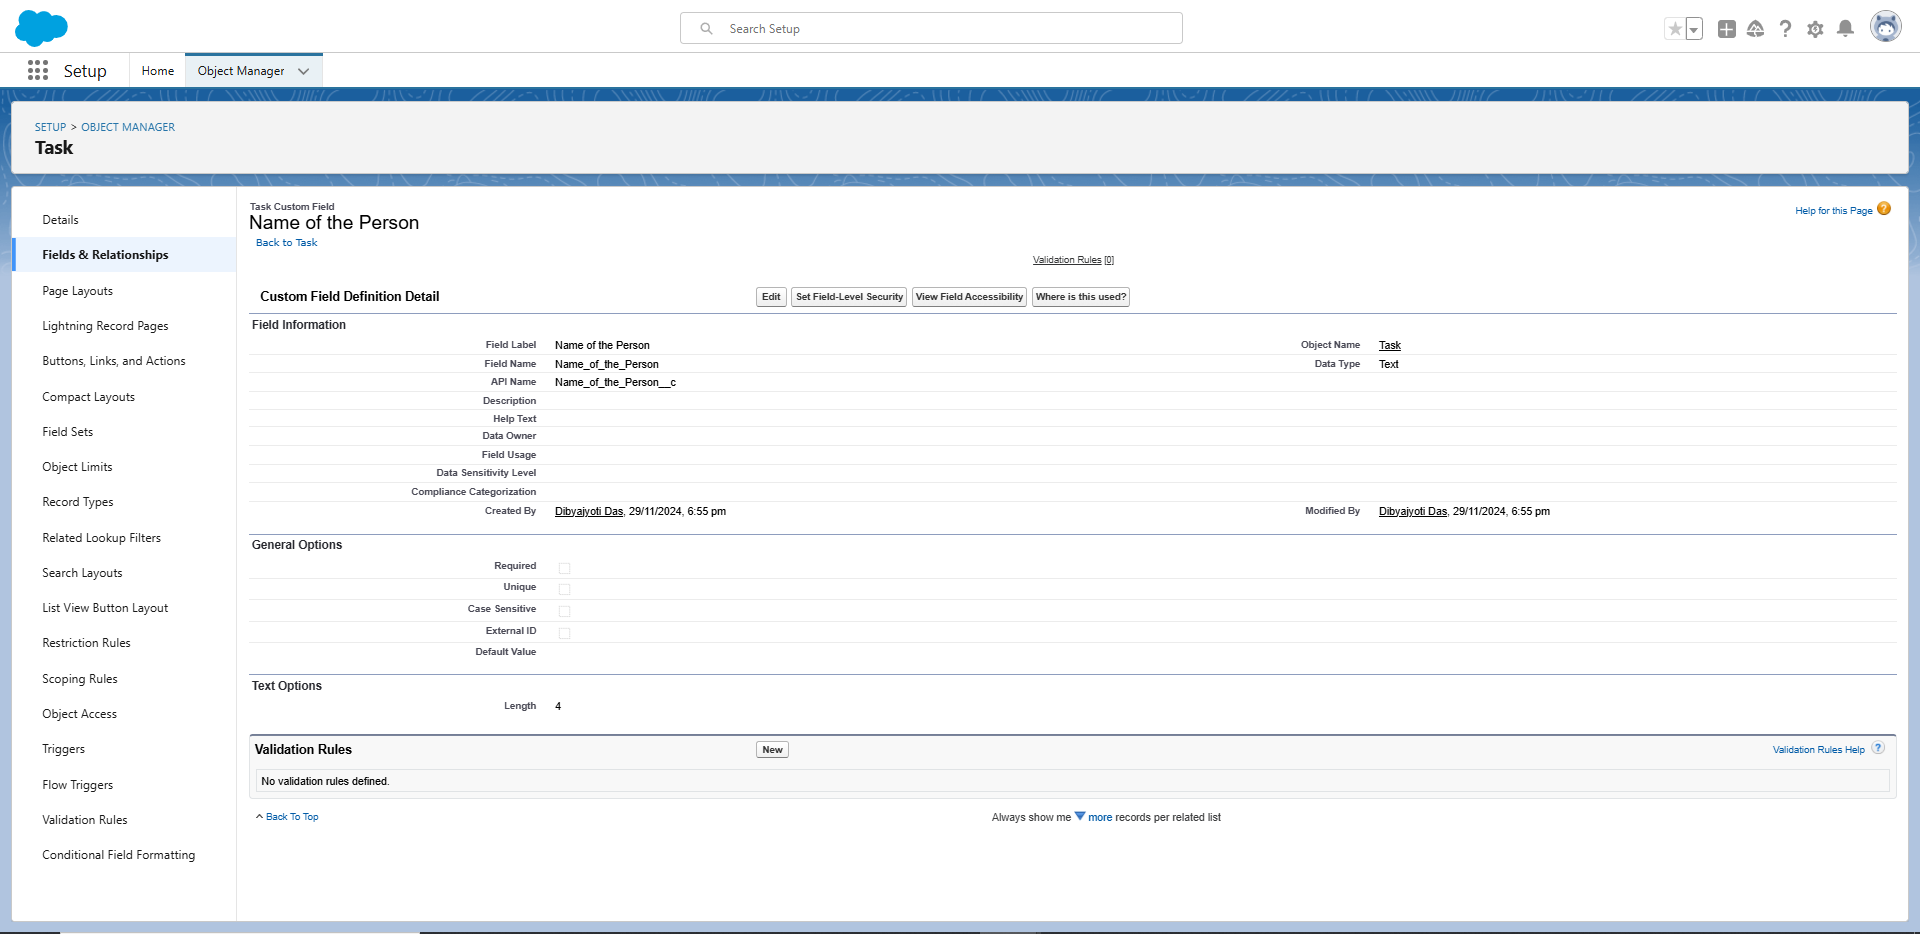 Search Setup
Setup
Home
Object Manager
SETUP > OBJECT MANAGER
Task
Details
Fields & Relationships
Page Layouts
Lightning Record Pages
Buttons, Links, and Actions
Compact Layouts
Field Sets
Object Limits
Record Types
Related Lookup Filters
Search Layouts
List View Button Layout
Restriction Rules
Scoping Rules
Object Access
Triggers
Flow Triggers
Validation Rules
Conditional Field Formatting
Task Custom Field
Name of the Person
Back to Task
Help for this Page ?
Validation Rules [0]
Custom Field Definition Detail Edit Set Field-Level Security View Field Accessibility Where is this used?
Field Information
Field Label Name of the Person Object Name Task
Field Name Name_of_the_Person Data Type Text
API Name Name_of_the_Person__c
Description
Help Text
Data Owner
Field Usage
Data Sensitivity Level
Compliance Categorization
Created By Dibyajyoti Das, 29/11/2024, 6:55 pm Modified By Dibyajyoti Das, 29/11/2024, 6:55 pm
General Options
Required
Unique
Case Sensitive
External ID
Default Value
Text Options
Length 4
Validation Rules New Validation Rules Help ?
No validation rules defined.
Back To Top Always show me more records per related list